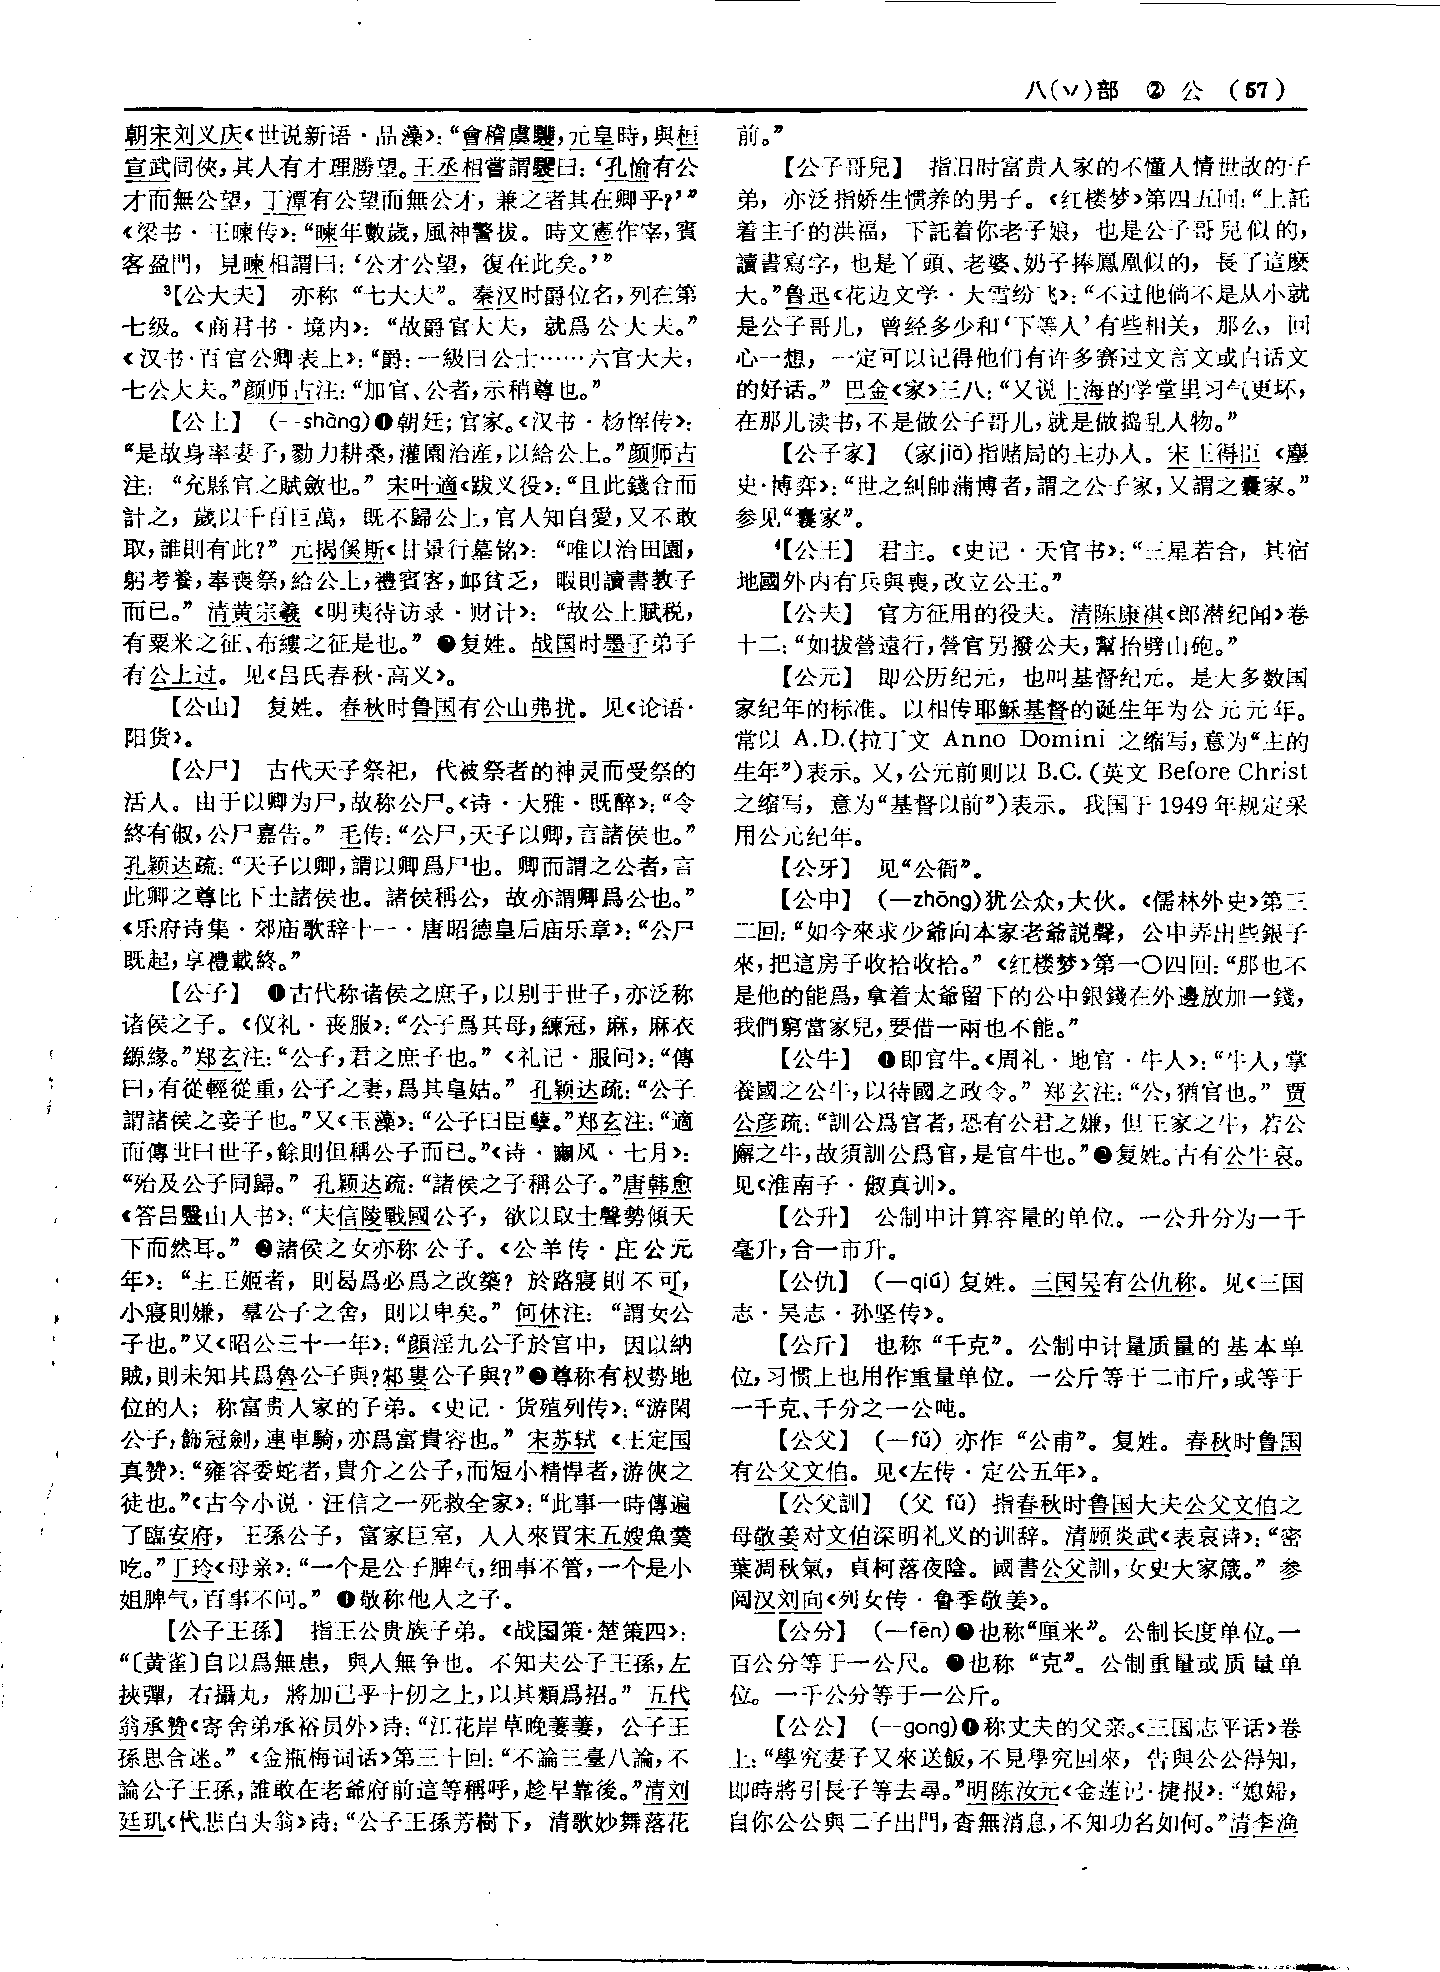 八(丷)部 ② 公 (57)
朝宋刘义庆《世说新语·品藻》：“會稽虞𩦎，元皇時，與桓
宣武同俠，其人有才理勝望。王丞相嘗謂𩦎曰：‘孔愉有公
才而無公望，丁潭有公望而無公才，兼之者其在卿乎？’”
《梁书·王暕传》：“暕年數歲，風神警拔。時文憲作宰，賓
客盈門，見暕相謂曰：‘公才公望，復在此矣。’”
³【公大夫】 亦称“七大夫”。秦汉时爵位名，列在第
七级。《商君书·境内》：“故爵官大夫，就爲公大夫。”
《汉书·百官公卿表上》：“爵：一級曰公士……六官大夫，
七公大夫。”颜师古注：“加官、公者，示稍尊也。”
【公上】 (—shàng)❶朝廷；官家。《汉书·杨恽传》：
“是故身率妻子，勠力耕桑，灌園治産，以給公上。”颜师古
注：“充縣官之賦斂也。” 宋叶適《跋义役》：“且此錢合而
計之，歲以千百巨萬，既不歸公上，官人知自愛，又不敢
取，誰則有此？” 元揭傒斯《甘景行墓铭》：“唯以治田園，
躬考養，奉喪祭，給公上，禮賓客，卹貧乏，暇則讀書教子
而已。” 清黄宗羲《明夷待访录·财计》：“故公上賦税，
有粟米之征、布縷之征是也。” ❷复姓。战国时墨子弟子
有公上过。见《吕氏春秋·高义》。
【公山】 复姓。春秋时鲁国有公山弗扰。见《论语·
阳货》。
【公尸】 古代天子祭祀，代被祭者的神灵而受祭的
活人。由于以卿为尸，故称公尸。《诗·大雅·既醉》：“令
終有俶，公尸嘉告。” 毛传：“公尸，天子以卿，言諸侯也。”
孔颖达疏：“天子以卿，謂以卿爲尸也。卿而謂之公者，言
此卿之尊比下士諸侯也。諸侯稱公，故亦謂卿爲公也。”
《乐府诗集·郊庙歌辞十一·唐昭德皇后庙乐章》：“公尸
既起，享禮載終。”
【公子】 ❶古代称诸侯之庶子，以别于世子，亦泛称
诸侯之子。《仪礼·丧服》：“公子爲其母，練冠，麻，麻衣
縓緣。”郑玄注：“公子，君之庶子也。” 《礼记·服问》：“傳
曰，有從輕從重，公子之妻，爲其皇姑。” 孔颖达疏：“公子
謂諸侯之妾子也。”又《玉藻》：“公子曰臣孽。”郑玄注：“適
而傳世曰世子，餘則但稱公子而已。”《诗·豳风·七月》：
“殆及公子同歸。” 孔颖达疏：“諸侯之子稱公子。”唐韩愈
《答吕毉山人书》：“夫信陵戰國公子，欲以取士聲勢傾天
下而然耳。” ❷諸侯之女亦称公子。《公羊传·庄公元
年》：“主王姬者，則曷爲必爲之改築？於路寢則不可，
小寢則嫌，羣公子之舍，則以卑矣。” 何休注：“謂女公
子也。”又《昭公三十一年》：“顔淫九公子於宫中，因以納
賊，則未知其爲魯公子與？邾婁公子與？”❸尊称有权势地
位的人；称富贵人家的子弟。《史记·货殖列传》：“游閑
公子，飾冠劍，連車騎，亦爲富貴容也。” 宋苏轼《王定国
真赞》：“雍容委蛇者，貴介之公子，而短小精悍者，游俠之
徒也。”《古今小说·汪信之一死救全家》：“此事一時傳遍
了臨安府，王孫公子，富家巨室，人人來買宋五嫂魚羹
吃。”丁玲《母亲》：“一个是公子脾气，细事不管，一个是小
姐脾气，百事不问。” ❹敬称他人之子。
【公子王孫】 指王公贵族子弟。《战国策·楚策四》：
“〔黄雀〕自以爲無患，與人無争也。不知夫公子王孫，左
挾彈，右攝丸，將加己乎十仞之上，以其類爲招。” 五代
翁承赞《寄舍弟承裕员外》诗：“江花岸草晚萋萋，公子王
孫思合迷。” 《金瓶梅词话》第三十回：“不論三臺八論，不
論公子王孫，誰敢在老爺府前這等稱呼，趁早靠後。”清刘
廷玑《代悲白头翁》诗：“公子王孫芳樹下，清歌妙舞落花
前。”
【公子哥兒】 指旧时富贵人家的不懂人情世故的子
弟，亦泛指娇生惯养的男子。《红楼梦》第四五回：“上託
着主子的洪福，下託着你老子娘，也是公子哥兒似的，
讀書寫字，也是丫頭、老婆、奶子捧鳳凰似的，長了這麽
大。”鲁迅《花边文学·大雪纷飞》：“不过他倘不是从小就
是公子哥儿，曾经多少和‘下等人’有些相关，那么，回
心一想，一定可以记得他们有许多赛过文言文或白话文
的好话。” 巴金《家》三八：“又说上海的学堂里习气更坏，
在那儿读书，不是做公子哥儿，就是做捣乱人物。”
【公子家】 (家jiā)指赌局的主办人。宋王得臣《麈
史·博弈》：“世之糾帥蒲博者，謂之公子家，又謂之囊家。”
参见“囊家”。
⁴【公王】 君主。《史记·天官书》：“三星若合，其宿
地國外内有兵與喪，改立公王。”
【公夫】 官方征用的役夫。清陈康祺《郎潜纪闻》卷
十二：“如拔營遠行，營官另撥公夫，幫抬劈山砲。”
【公元】 即公历纪元，也叫基督纪元。是大多数国
家纪年的标准。以相传耶稣基督的诞生年为公元元年。
常以 A.D.(拉丁文 Anno Domini 之缩写，意为“主的
生年”)表示。又，公元前则以 B.C. (英文 Before Christ
之缩写，意为“基督以前”)表示。我国于1949年规定采
用公元纪年。
【公牙】 见“公衙”。
【公中】 (—zhōng)犹公众，大伙。《儒林外史》第三
二回：“如今來求少爺向本家老爺説聲，公中弄出些銀子
來，把這房子收拾收拾。” 《红楼梦》第一〇四回：“那也不
是他的能爲，拿着太爺留下的公中銀錢在外邊放加一錢，
我們窮當家兒，要借一兩也不能。”
【公牛】 ❶即官牛。《周礼·地官·牛人》：“牛人，掌
養國之公牛，以待國之政令。” 郑玄注：“公，猶官也。” 贾
公彦疏：“訓公爲官者，恐有公君之嫌，但王家之牛，若公
廨之牛，故須訓公爲官，是官牛也。”❷复姓。古有公牛哀。
见《淮南子·俶真训》。
【公升】 公制中计算容量的单位。一公升分为一千
毫升，合一市升。
【公仇】 (—qiú) 复姓。三国吴有公仇称。见《三国
志·吴志·孙坚传》。
【公斤】 也称“千克”。公制中计量质量的基本单
位，习惯上也用作重量单位。一公斤等于二市斤，或等于
一千克、千分之一公吨。
【公父】 (—fǔ) 亦作“公甫”。复姓。春秋时鲁国
有公父文伯。见《左传·定公五年》。
【公父訓】 (父 fǔ) 指春秋时鲁国大夫公父文伯之
母敬姜对文伯深明礼义的训辞。清顾炎武《表哀诗》：“密
葉凋秋氣，貞柯落夜陰。國書公父訓，女史大家箴。” 参
阅汉刘向《列女传·鲁季敬姜》。
【公分】 (—fēn)❶也称“厘米”。公制长度单位。一
百公分等于一公尺。❷也称“克”。公制重量或质量单
位。一千公分等于一公斤。
【公公】 (—gong)❶称丈夫的父亲。《三国志平话》卷
上：“學究妻子又來送飯，不見學究回來，告與公公得知，
即時將引長子等去尋。”明陈汝元《金莲记·捷报》：“媳婦，
自你公公與二子出門，杳無消息，不知功名如何。”清李渔